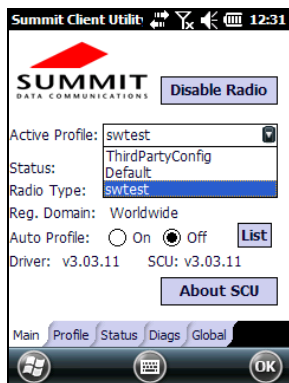 Summit Client Utility 12:31
SUMMIT
DATA COMMUNICATIONS
Disable Radio
Active Profile: swtest
ThirdPartyConfig
Status: Default
Radio Type: swtest
Reg. Domain: Worldwide
Auto Profile: On Off List
Driver: v3.03.11 SCU: v3.03.11
About SCU
Main Profile Status Diags Global
OK